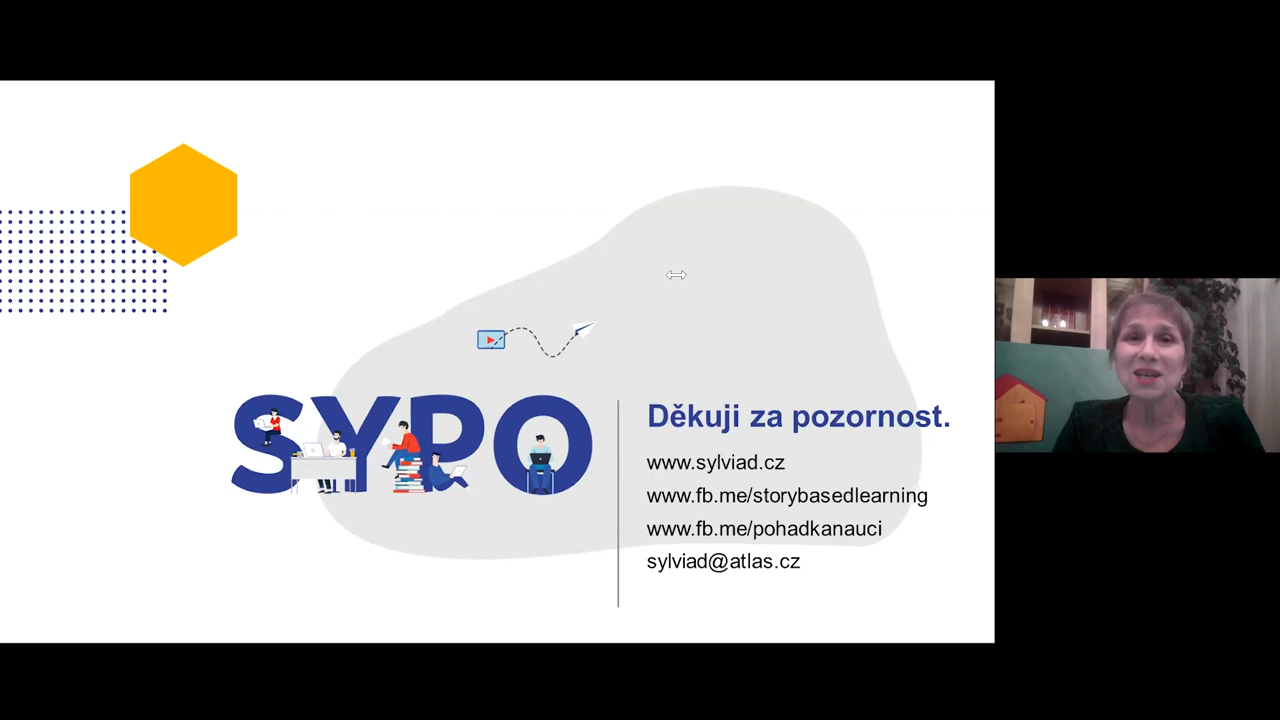 SYPO
Děkuji za pozornost.
www.sylviad.cz
www.fb.me/storybasedlearning
www.fb.me/pohadkanauci
sylviad@atlas.cz